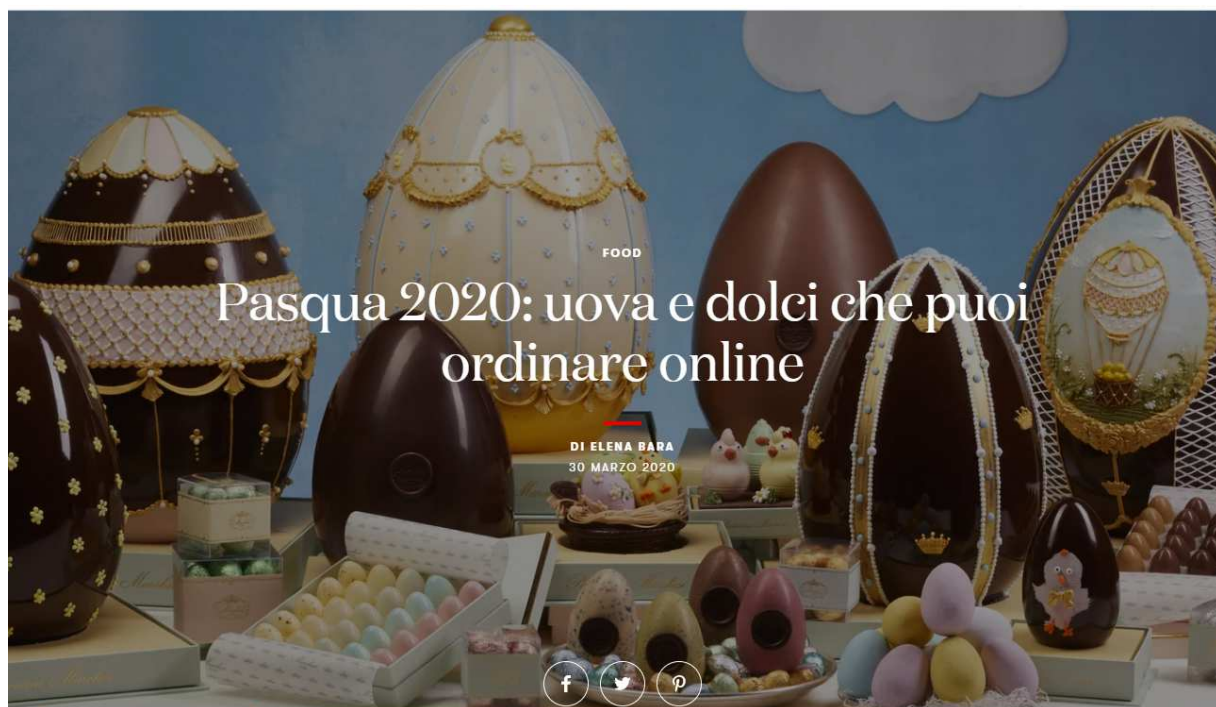 FOOD
Pasqua 2020: uova e dolci che puoi
ordinare online
DI ELENA BARA
30 MARZO 2020